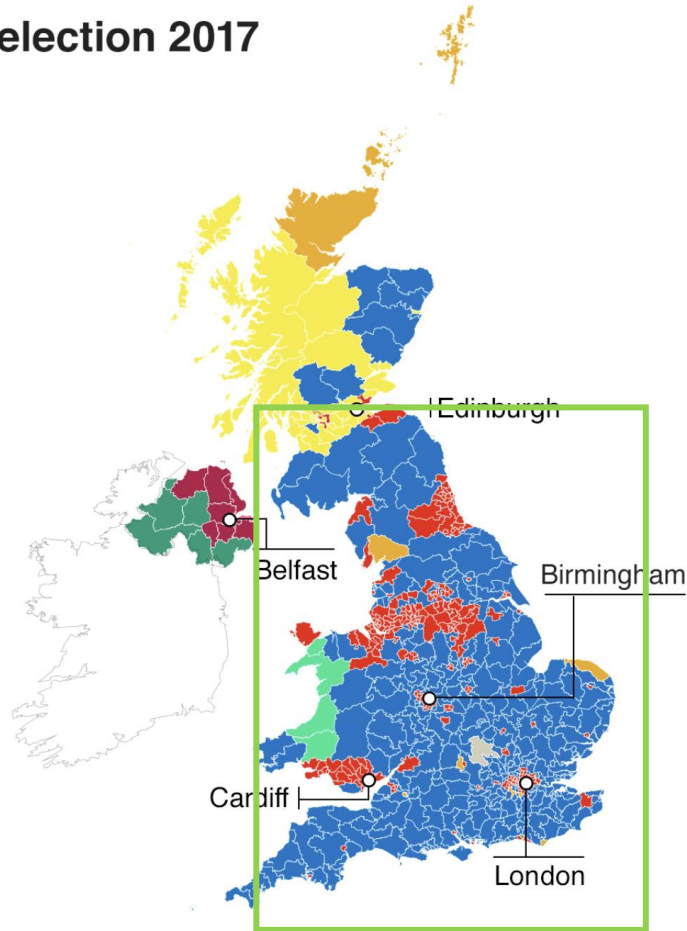 election 2017
Edinburgh
Belfast
Birmingham
Cardiff
London